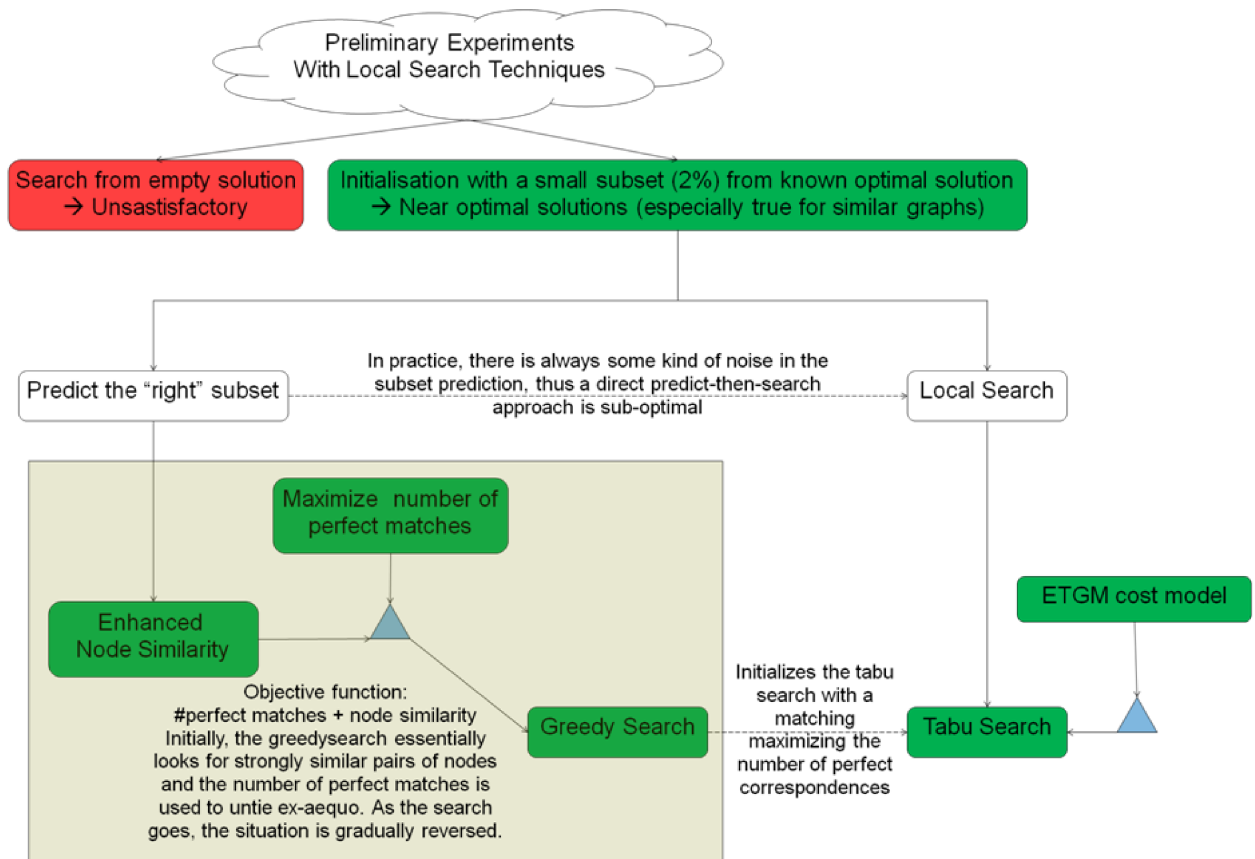 Preliminary Experiments
With Local Search Techniques
Search from empty solution
→ Unsastisfactory
Initialisation with a small subset (2%) from known optimal solution
→ Near optimal solutions (especially true for similar graphs)
In practice, there is always some kind of noise in the
subset prediction, thus a direct predict-then-search
approach is sub-optimal
Predict the “right” subset
Local Search
Maximize number of
perfect matches
ETGM cost model
Enhanced
Node Similarity
Objective function:
#perfect matches + node similarity
Initially, the greedysearch essentially
looks for strongly similar pairs of nodes
and the number of perfect matches is
used to untie ex-aequo. As the search
goes, the situation is gradually reversed.
Greedy Search
Initializes the tabu
search with a
matching
maximizing the
number of perfect
correspondences
Tabu Search